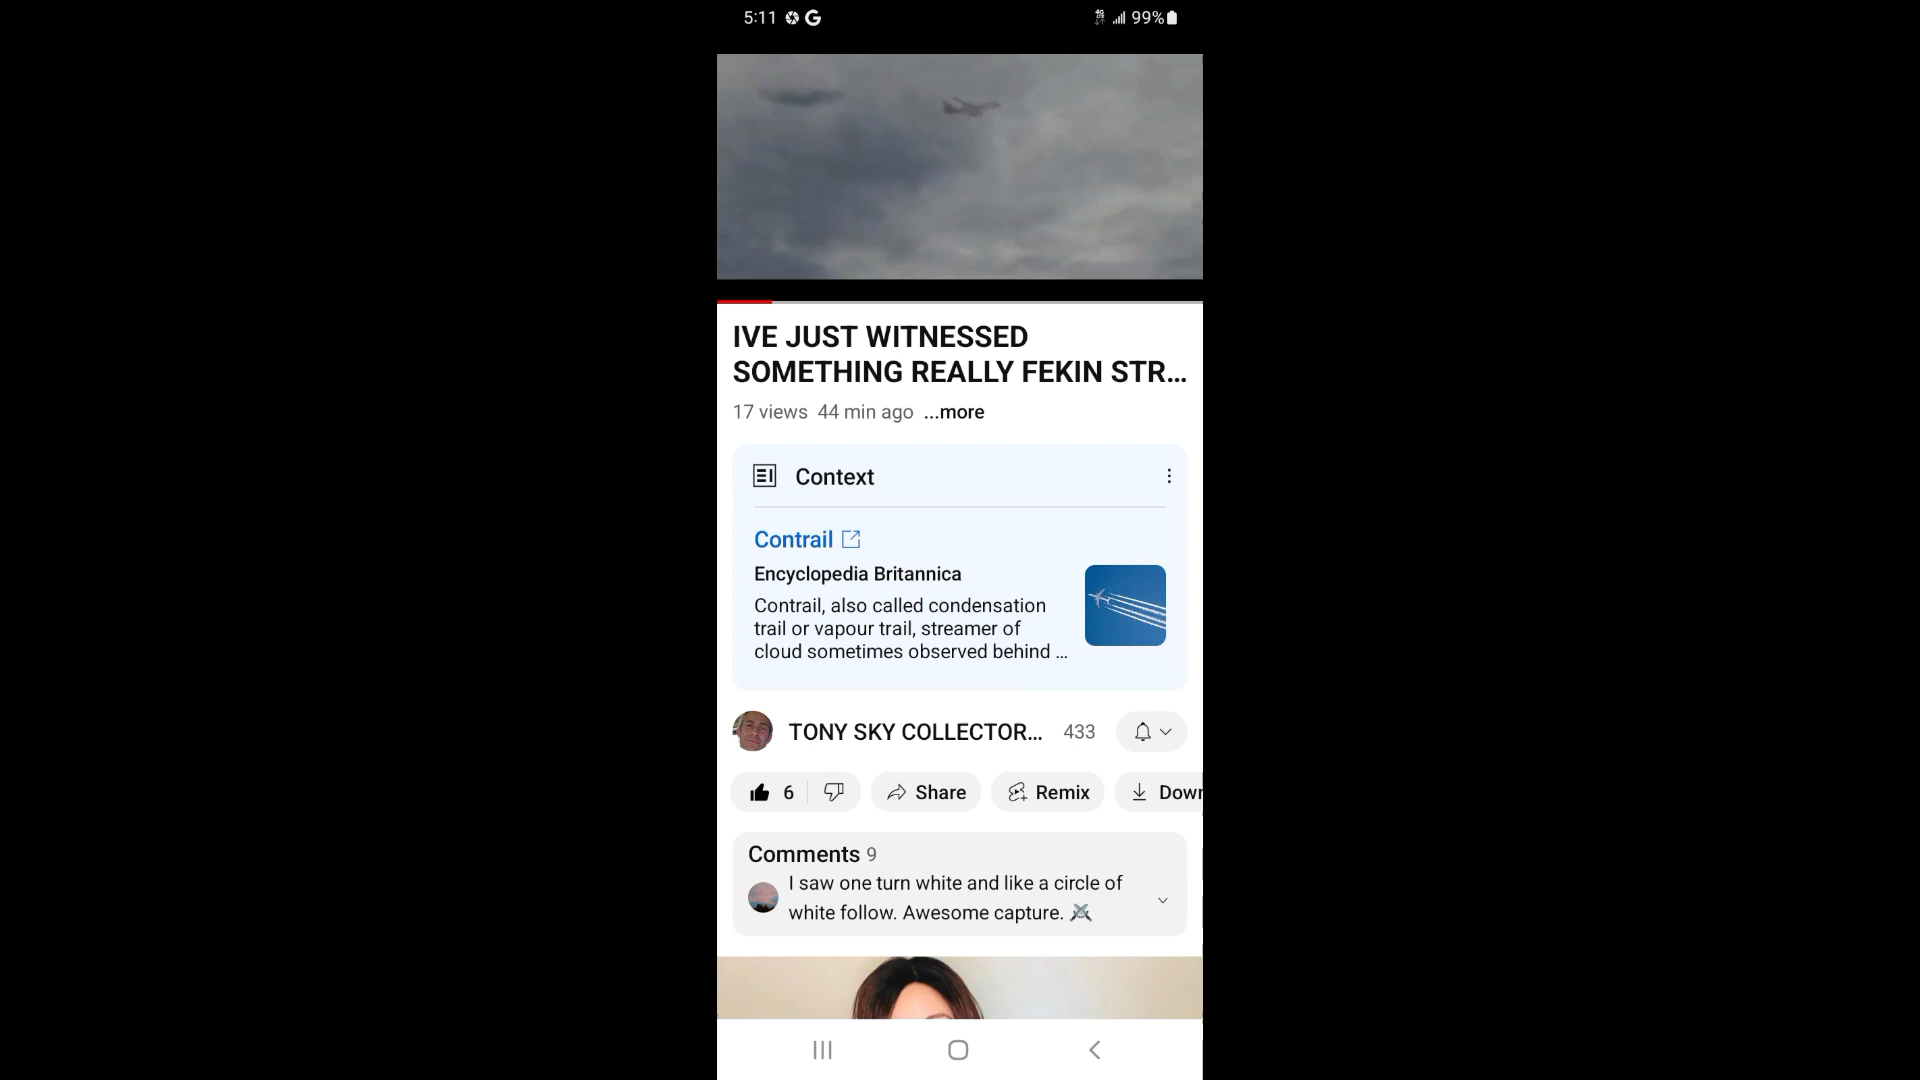 5:11 G 99%
IVE JUST WITNESSED
SOMETHING REALLY FEKIN STR...
17 views 44 min ago ...more
Context
Contrail
Encyclopedia Britannica
Contrail, also called condensation
trail or vapour trail, streamer of
cloud sometimes observed behind ...
TONY SKY COLLECTOR... 433
6 Share Remix Down
Comments 9
I saw one turn white and like a circle of
white follow. Awesome capture. ⚔️